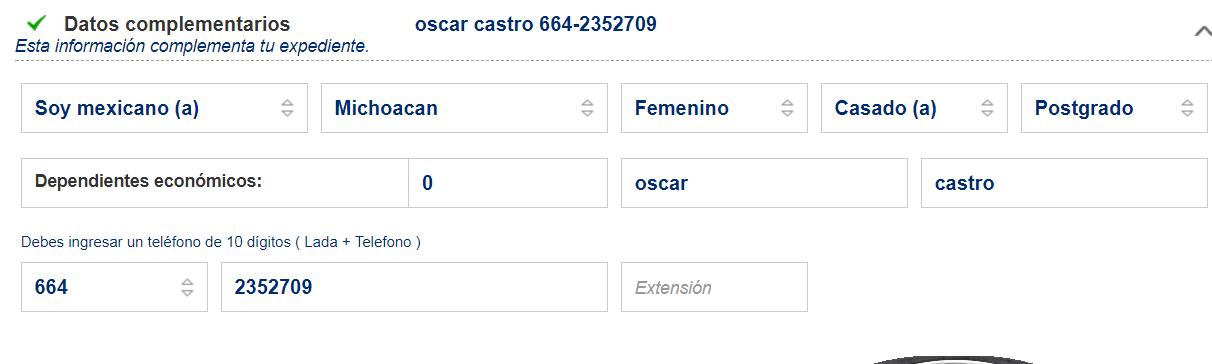 Datos complementarios oscar castro 664-2352709
Esta información complementa tu expediente.
Soy mexicano (a) Michoacan Femenino Casado (a) Postgrado
Dependientes económicos: 0 oscar castro
Debes ingresar un teléfono de 10 dígitos ( Lada + Telefono )
664 2352709 Extensión